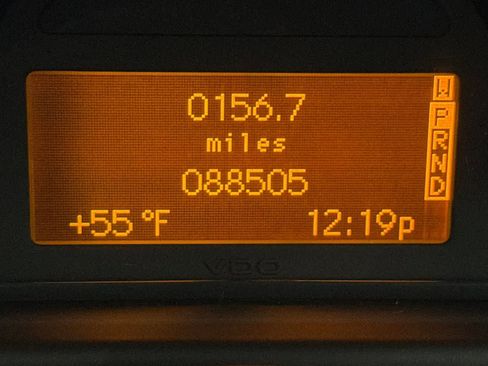 0156.7
miles
088505
+55 °F 12:19p
W
P
R
N
D
VDO